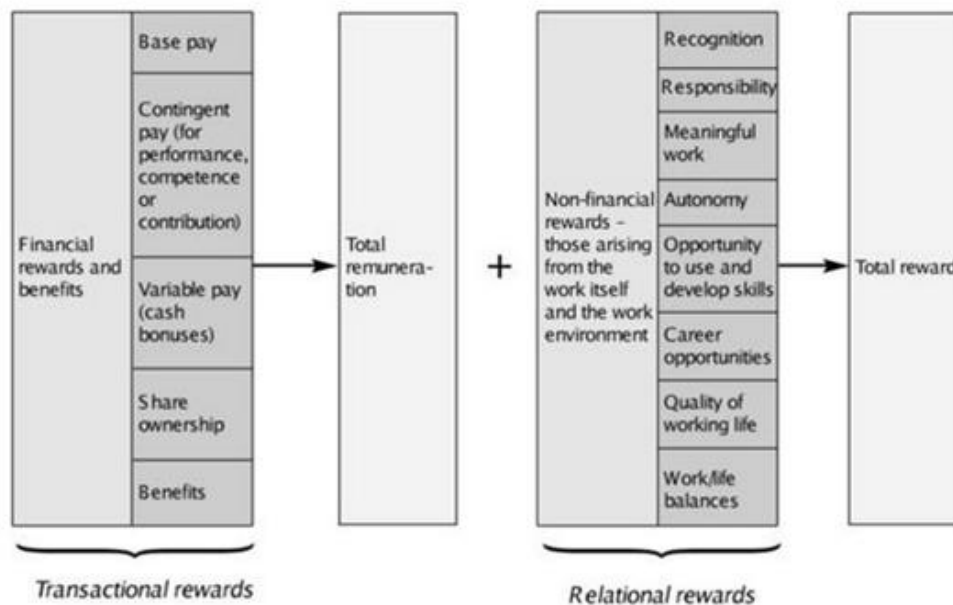 Financial
rewards and
benefits
Base pay
Contingent
pay (for
performance,
competence
or
contribution)
Variable pay
(cash
bonuses)
Share
ownership
Benefits
Transactional rewards
Total
remunera-
tion
+
Non-financial
rewards –
those arising
from the
work itself
and the work
environment
Recognition
Responsibility
Meaningful
work
Autonomy
Opportunity
to use and
develop skills
Career
opportunities
Quality of
working life
Work/life
balances
Relational rewards
Total reward